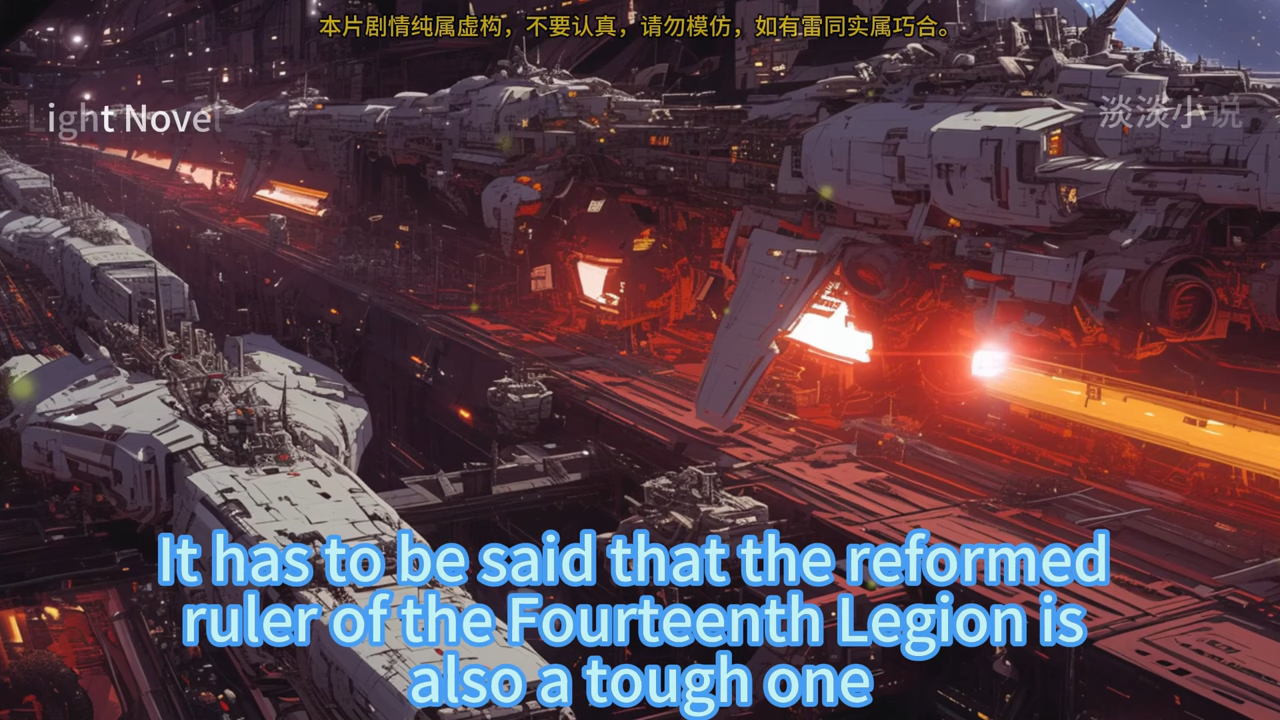 本片剧情纯属虚构，不要认真，请勿模仿，如有雷同实属巧合。
Light Novel
淡淡小说
It has to be said that the reformed
ruler of the Fourteenth Legion is
also a tough one